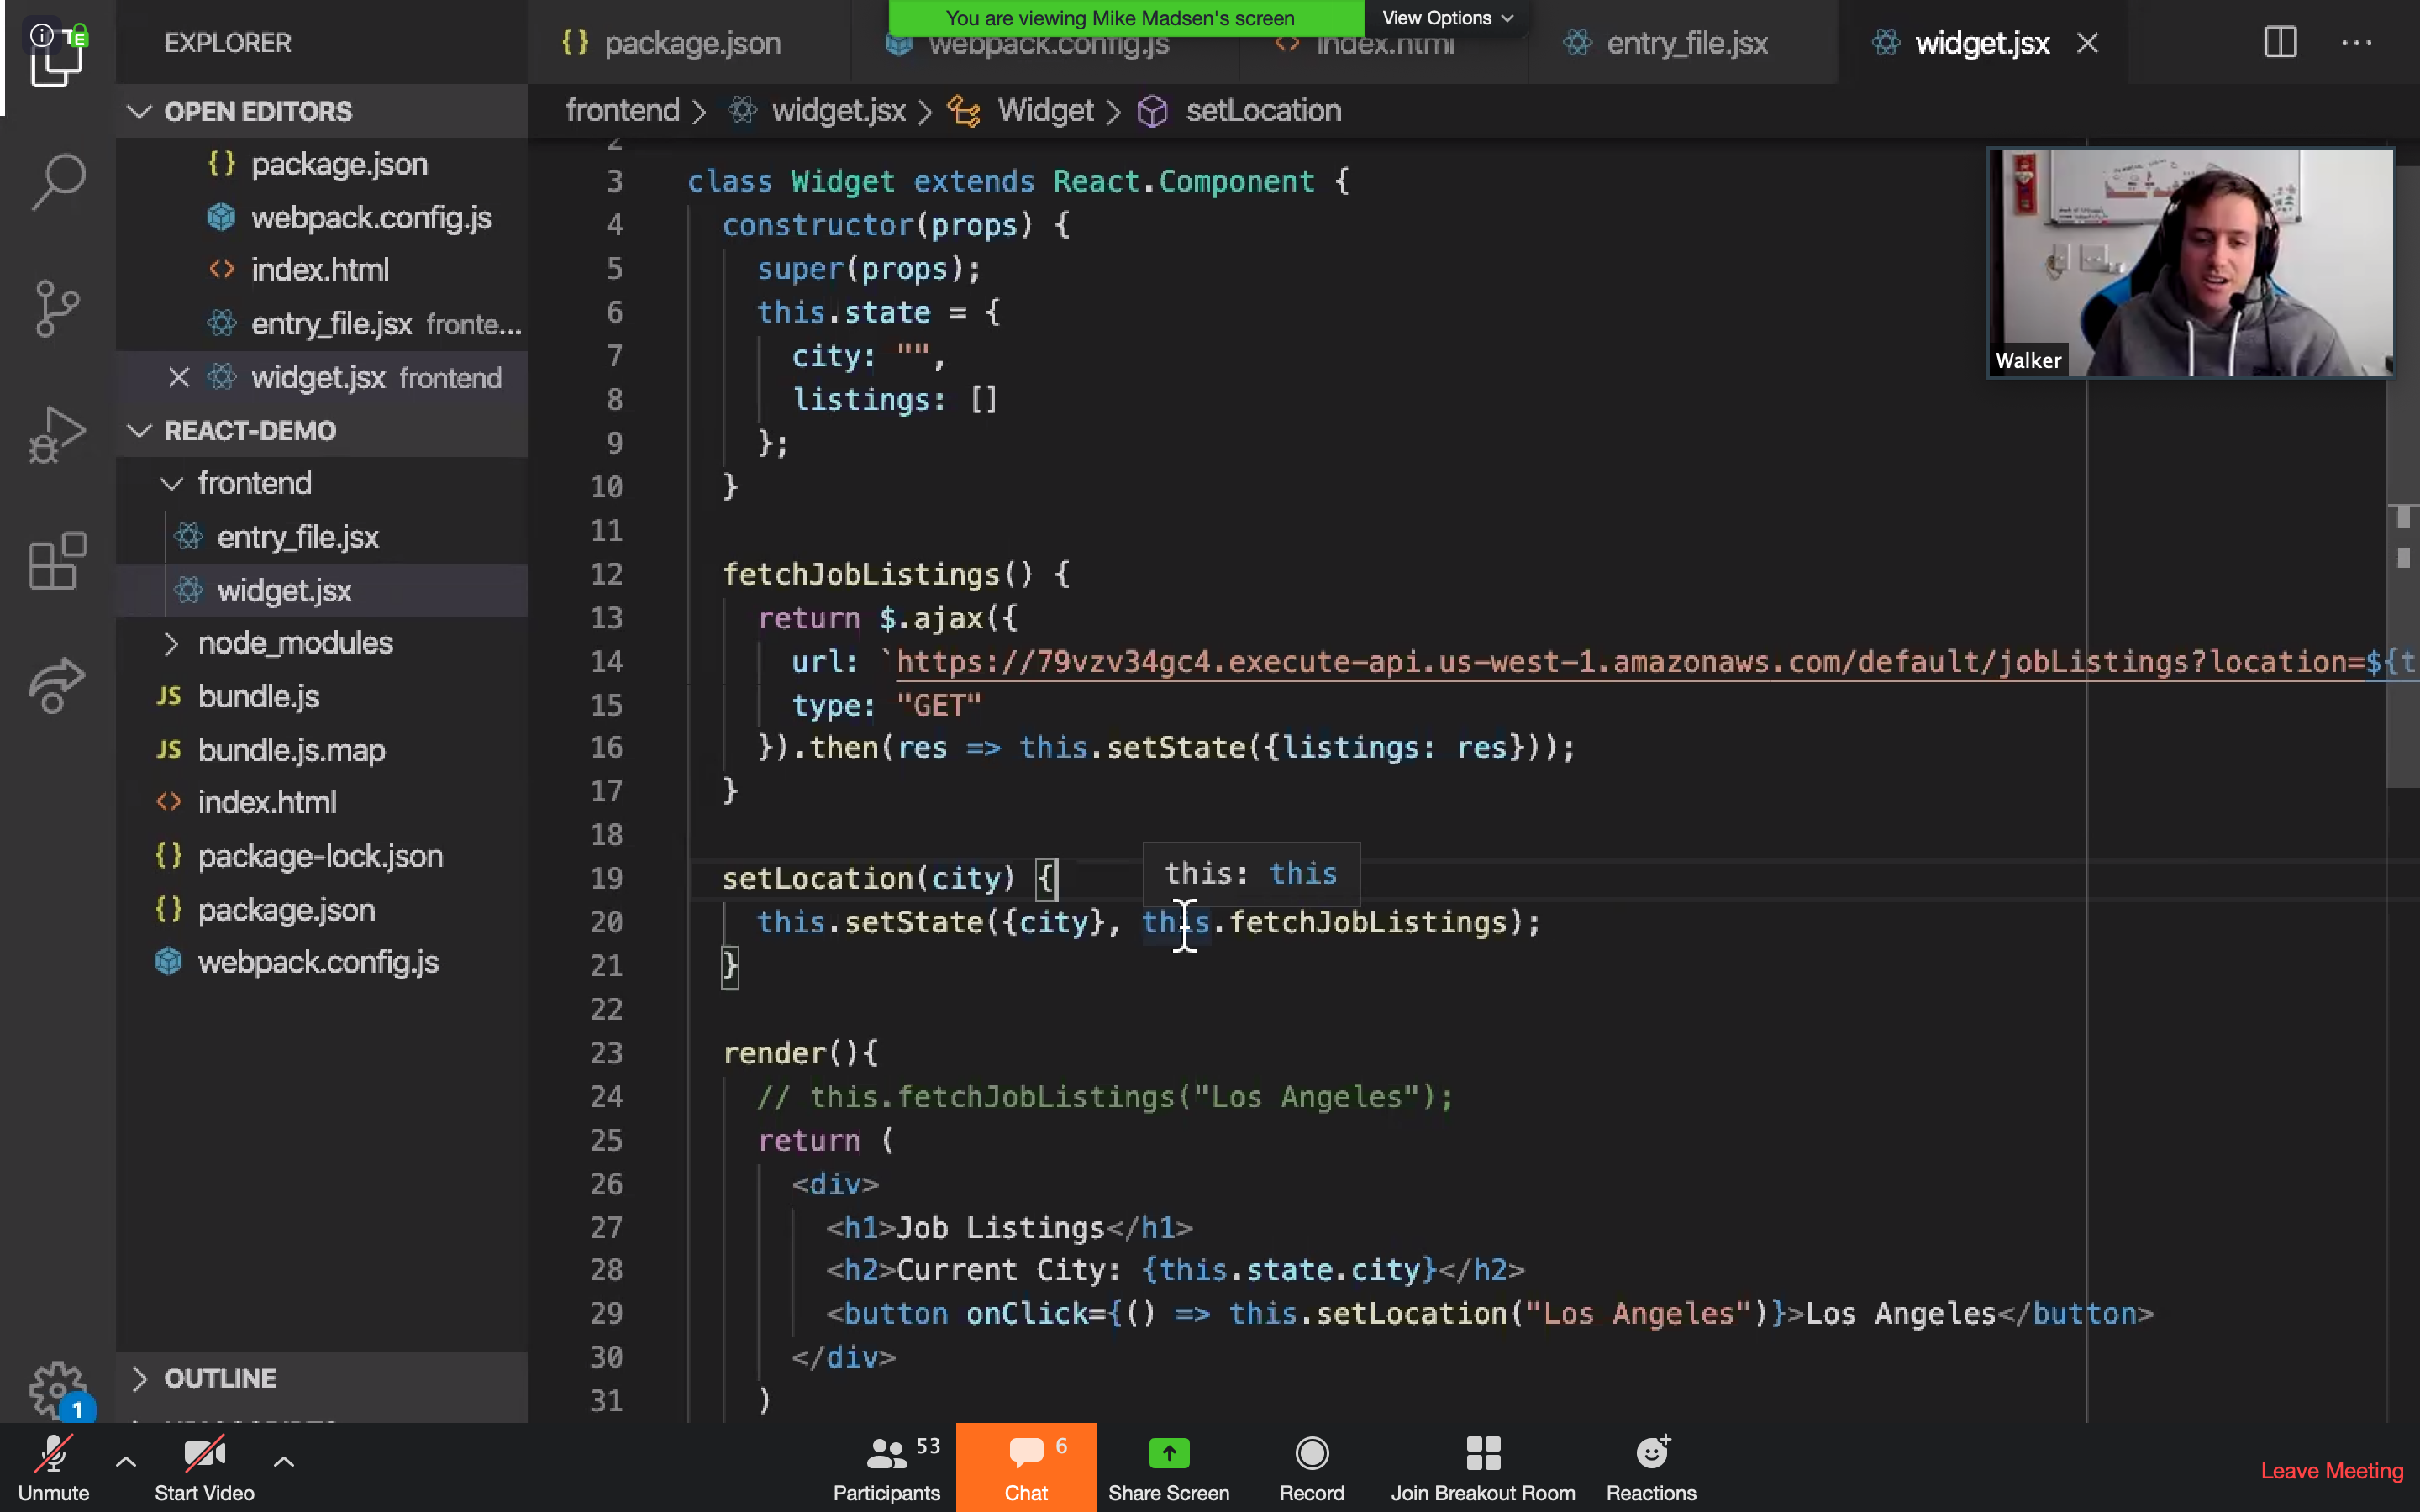 You are viewing Mike Madsen's screen
View Options
EXPLORER
package.json
webpack.config.js
index.html
entry_file.jsx
widget.jsx
OPEN EDITORS
frontend > widget.jsx > Widget > setLocation
{} package.json
webpack.config.js
<> index.html
entry_file.jsx fronte...
widget.jsx frontend
REACT-DEMO
frontend
entry_file.jsx
widget.jsx
node_modules
JS bundle.js
JS bundle.js.map
<> index.html
{} package-lock.json
{} package.json
webpack.config.js
OUTLINE
1
2
3 class Widget extends React.Component {
4 constructor(props) {
5 super(props);
6 this.state = {
7 city: "",
8 listings: []
9 };
10 }
11
12 fetchJobListings() {
13 return $.ajax({
14 url: `https://79vzv34gc4.execute-api.us-west-1.amazonaws.com/default/jobListings?location=${t
15 type: "GET"
16 }).then(res => this.setState({listings: res}));
17 }
18
this: this
19 setLocation(city) {
20 this.setState({city}, this.fetchJobListings);
21 }
22
23 render(){
24 // this.fetchJobListings("Los Angeles");
25 return (
26 <div>
27 <h1>Job Listings</h1>
28 <h2>Current City: {this.state.city}</h2>
29 <button onClick={() => this.setLocation("Los Angeles")}>Los Angeles</button>
30 </div>
31 )
Walker
Unmute
Start Video
53
Participants
6
Chat
Share Screen
Record
Join Breakout Room
Reactions
Leave Meeting